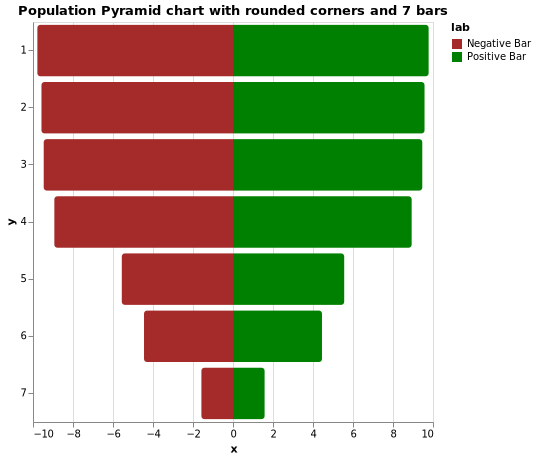 Population Pyramid chart with rounded corners and 7 bars
lab
Negative Bar
Positive Bar
y
1
2
3
4
5
6
7
−10 −8 −6 −4 −2 0 2 4 6 8 10
x